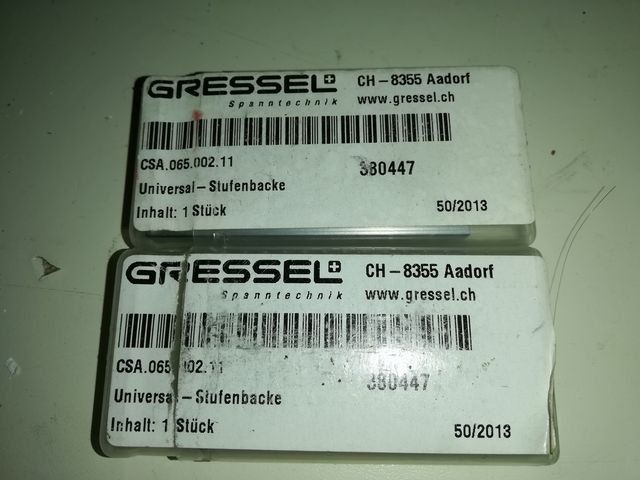 GRESSEL
CH-8355 Aadorf
Spanntechnik
www.gressel.ch
CSA.065.002.11
380447
Universal-Stufenbacke
Inhalt: 1 Stück
50/2013
GRESSEL
CH-8355 Aadorf
Spanntechnik
www.gressel.ch
CSA.065.002.11
380447
Universal-Stufenbacke
Inhalt: 1 Stück
50/2013